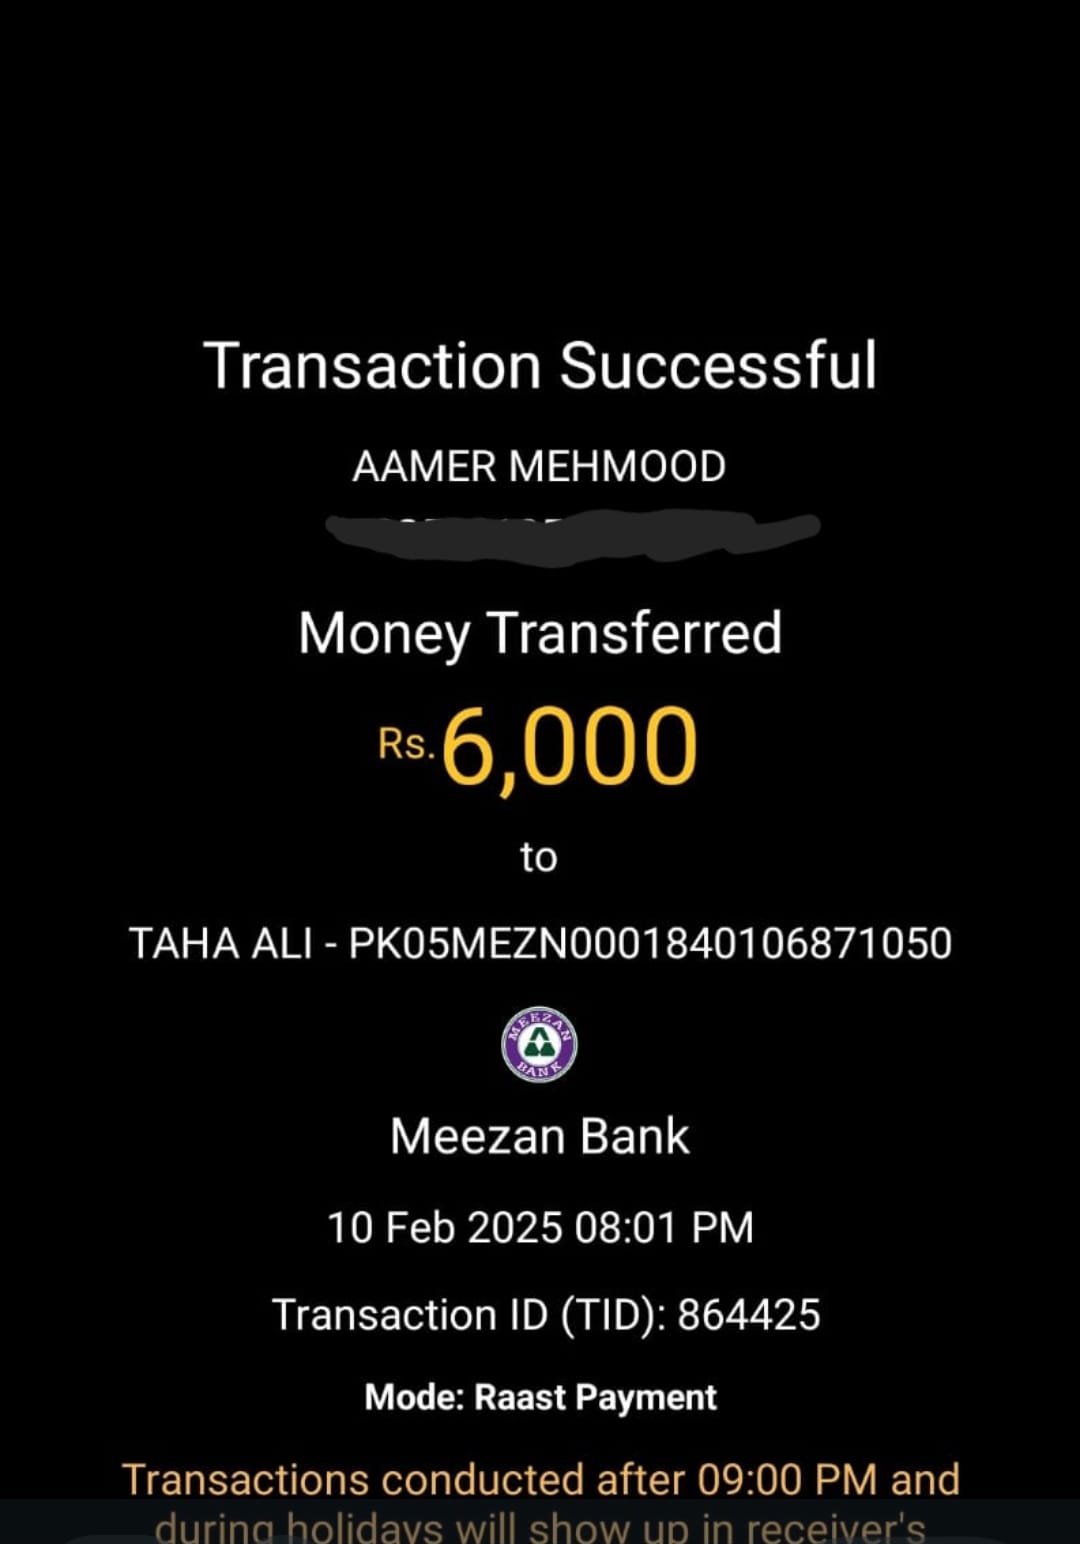 Transaction Successful
AAMER MEHMOOD
Money Transferred
Rs.6,000
to
TAHA ALI - PK05MEZN0001840106871050
MEEZAN BANK
Meezan Bank
10 Feb 2025 08:01 PM
Transaction ID (TID): 864425
Mode: Raast Payment
Transactions conducted after 09:00 PM and
during holidays will show up in receiver's